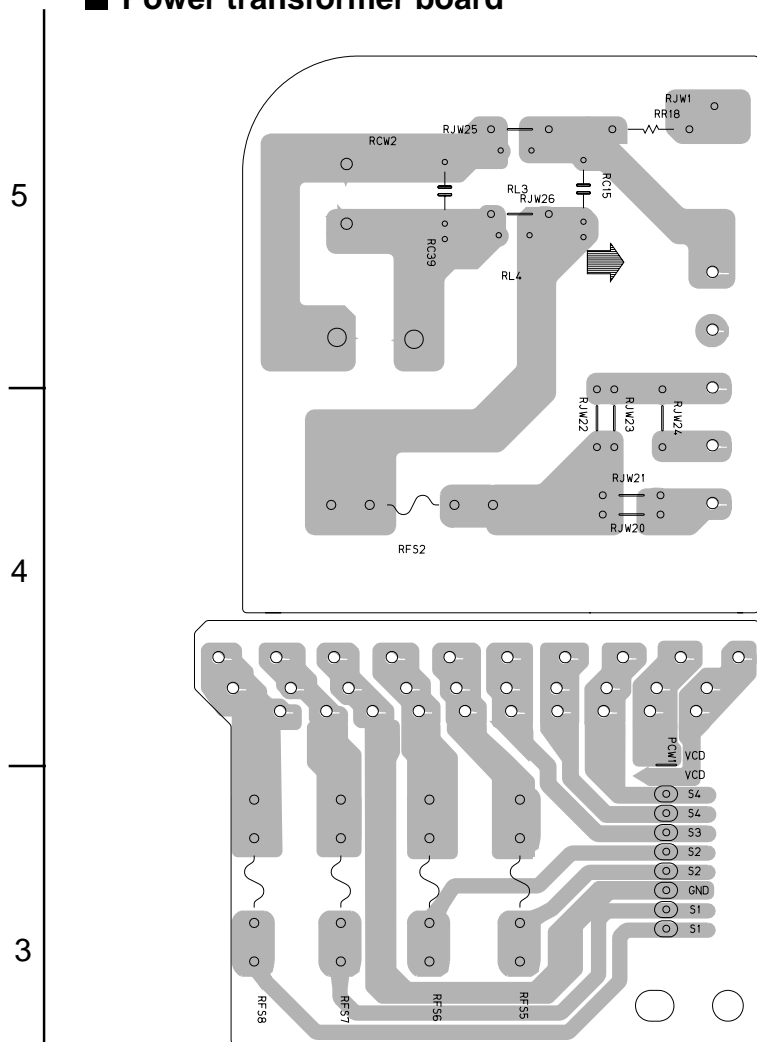 ■ Power transformer board
RJW1
RJW25
RR18
RCW2
5
RL3
RC15
RJW26
RC39
RL4
RJW22
RJW23
RJW24
RJW21
RJW20
RFS2
4
PCW1
VCD
VCD
S4
S4
S3
S2
S2
GND
S1
S1
3
RFS8
RFS7
RFS6
RFS5